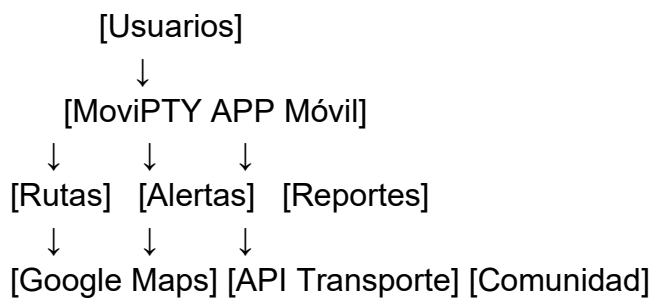 [Usuarios]
↓
[MoviPTY APP Móvil]
↓ ↓ ↓
[Rutas] [Alertas] [Reportes]
↓ ↓ ↓
[Google Maps] [API Transporte] [Comunidad]